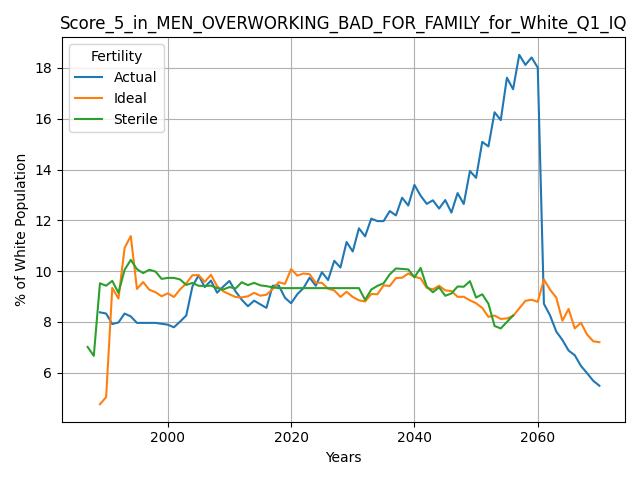 Score_5_in_MEN_OVERWORKING_BAD_FOR_FAMILY_for_White_Q1_IQ
Fertility
Actual
Ideal
Sterile
% of White Population
18
16
14
12
10
8
6
2000
2020
2040
2060
Years